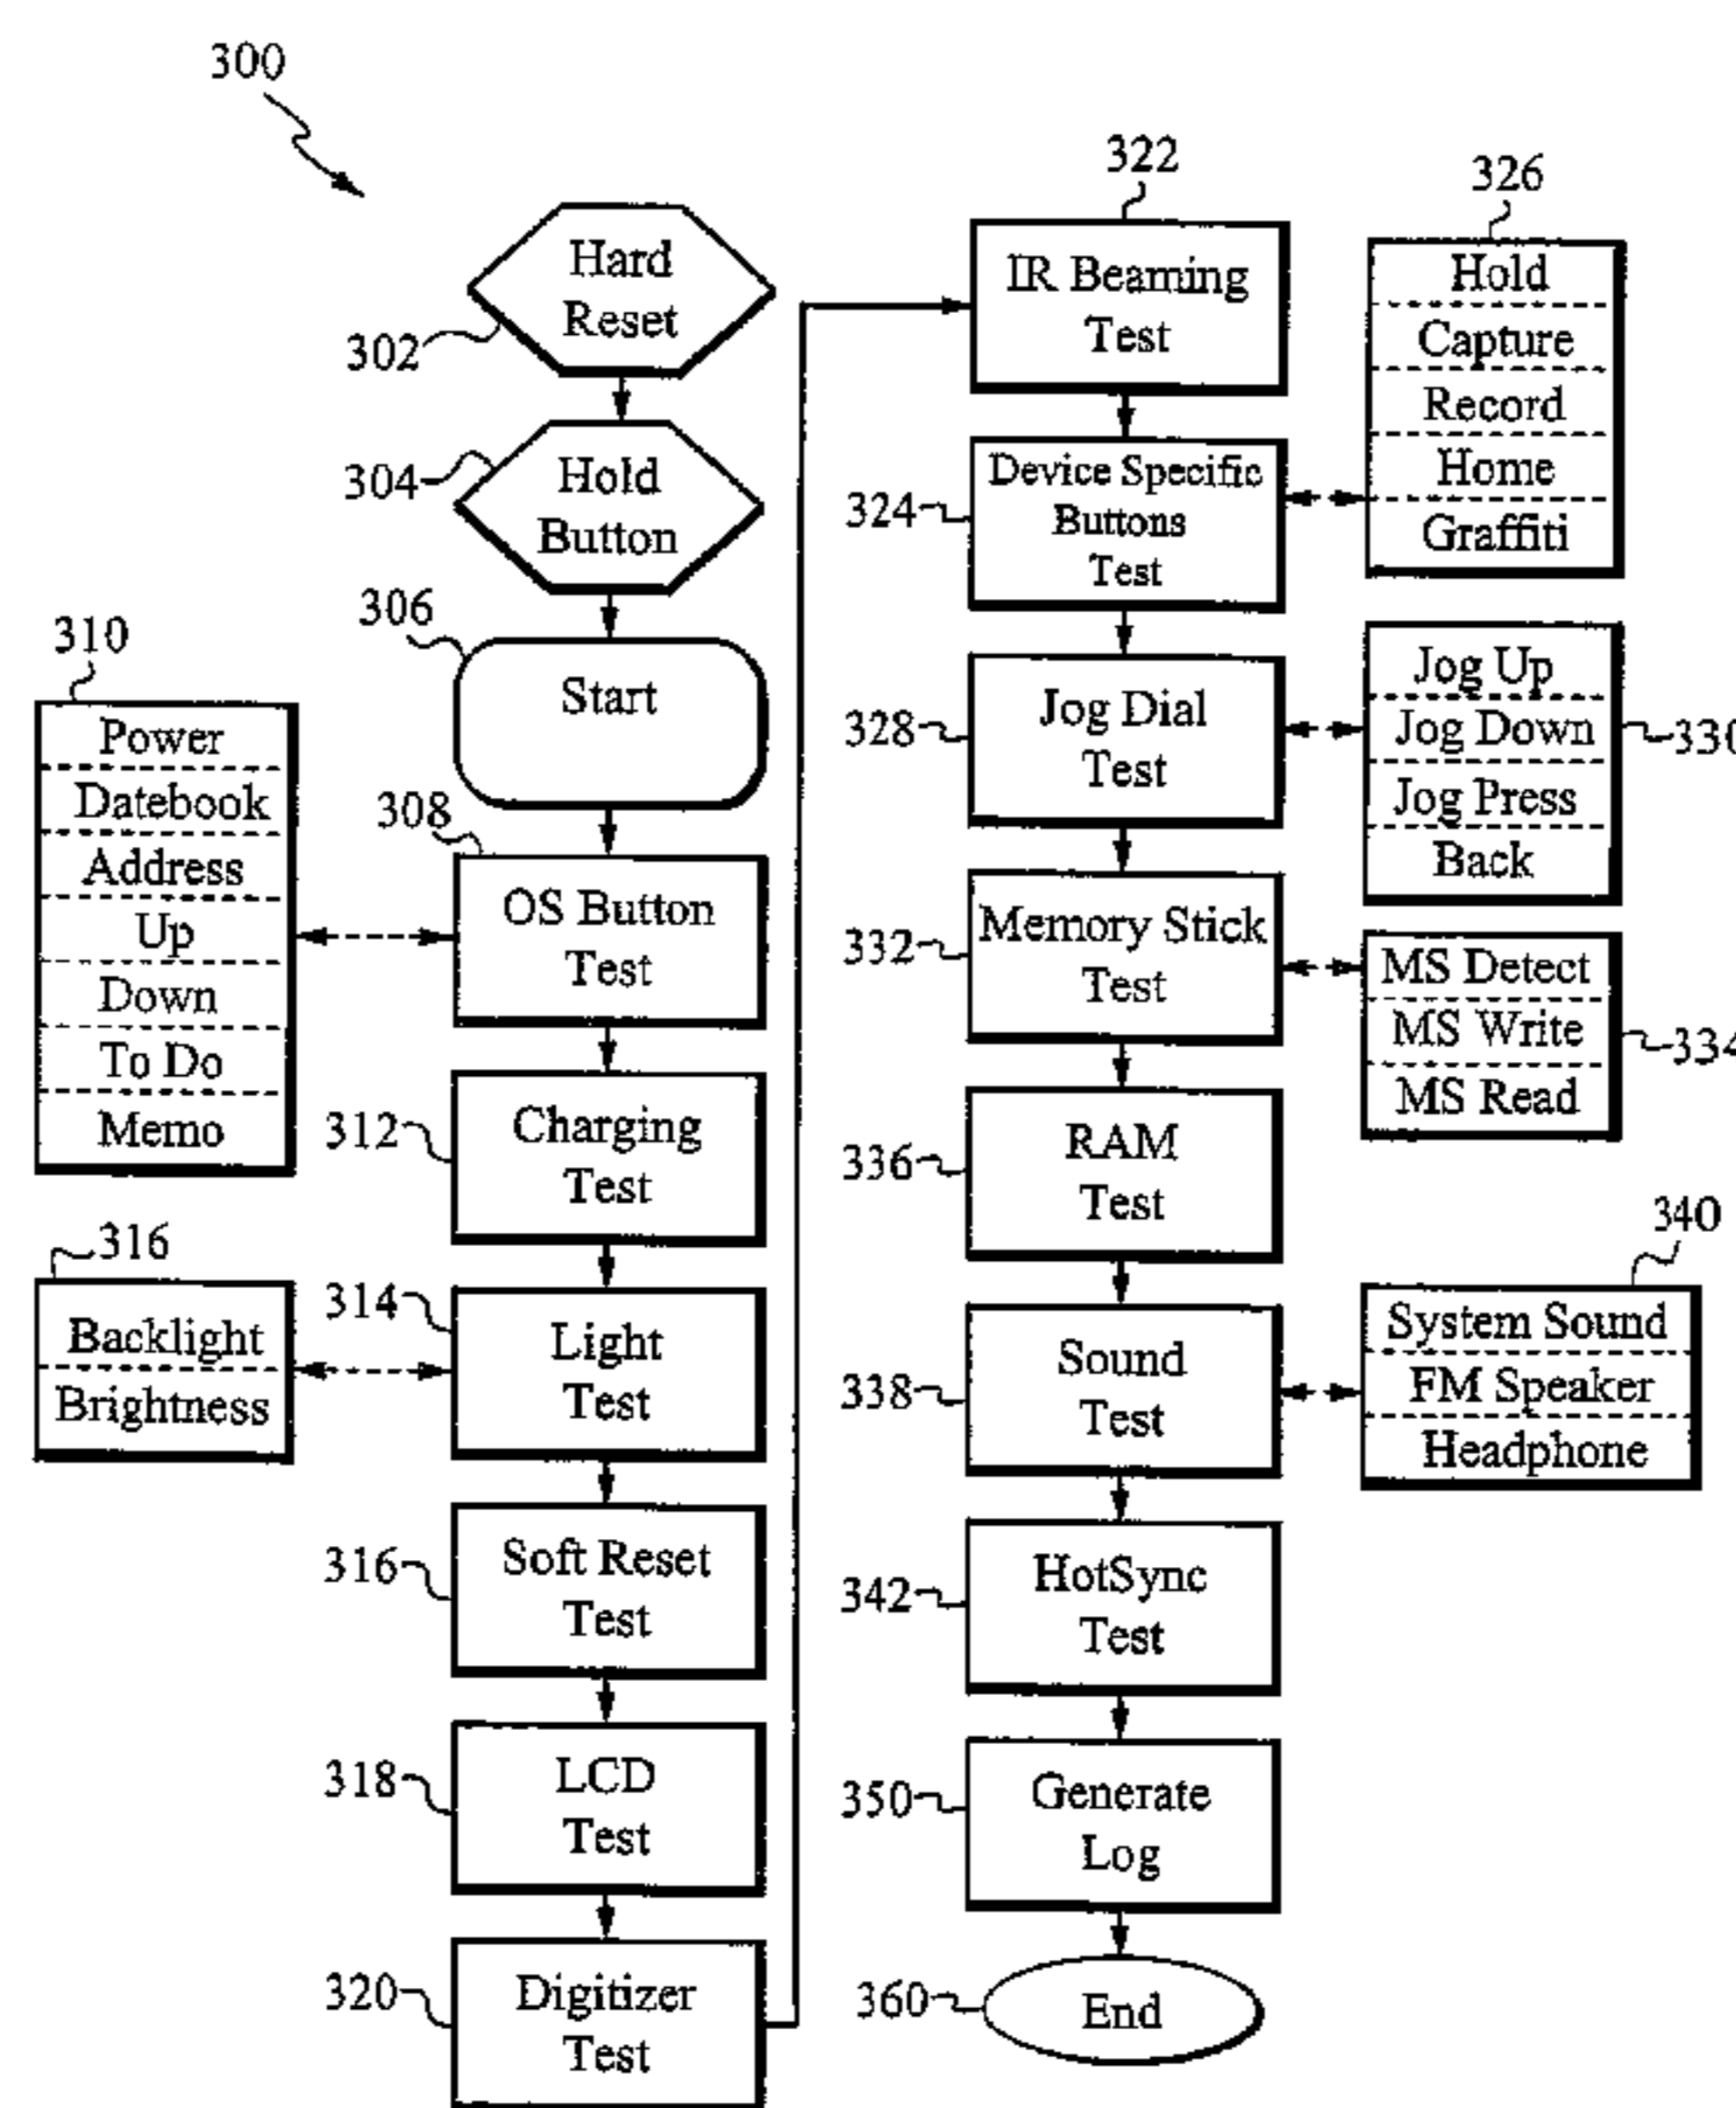 300
Hard
Reset
302
304
Hold
Button
306
Start
310
Power
Datebook
Address
Up
Down
To Do
Memo
308
OS Button
Test
312
Charging
Test
316
Backlight
Brightness
314
Light
Test
316
Soft Reset
Test
318
LCD
Test
320
Digitizer
Test
322
IR Beaming
Test
326
Hold
Capture
Record
Home
Graffiti
324
Device Specific
Buttons
Test
328
Jog Dial
Test
Jog Up
Jog Down
Jog Press
Back
330
332
Memory Stick
Test
MS Detect
MS Write
MS Read
334
336
RAM
Test
340
338
Sound
Test
System Sound
FM Speaker
Headphone
342
HotSync
Test
350
Generate
Log
360
End